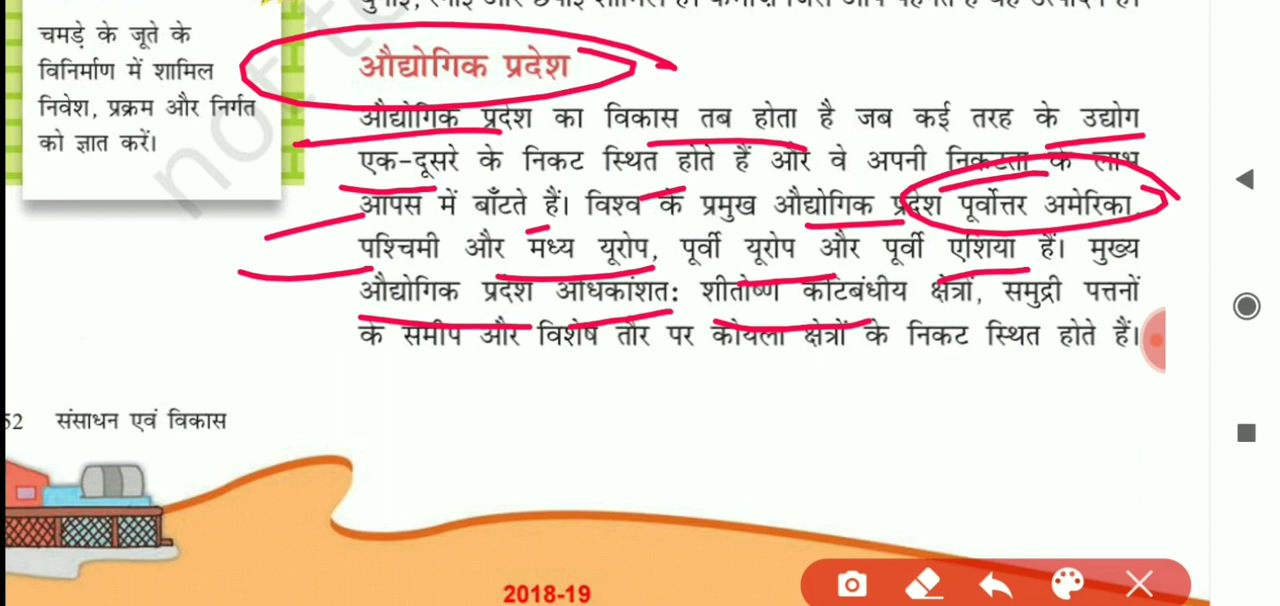 चमड़े के जूते के
विनिर्माण में शामिल
निवेश, प्रक्रम और निर्गत
को ज्ञात करें।
औद्योगिक प्रदेश
औद्योगिक प्रदेश का विकास तब होता है जब कई तरह के उद्योग
एक-दूसरे के निकट स्थित होते हैं और वे अपनी निकटता के लाभ
आपस में बाँटते हैं। विश्व के प्रमुख औद्योगिक प्रदेश पूर्वोत्तर अमेरिका,
पश्चिमी और मध्य यूरोप, पूर्वी यूरोप और पूर्वी एशिया हैं। मुख्य
औद्योगिक प्रदेश अधिकांशत: शीतोष्ण कटिबंधीय क्षेत्रों, समुद्री पत्तनों
के समीप और विशेष तौर पर कोयला क्षेत्रों के निकट स्थित होते हैं।
52 संसाधन एवं विकास
2018-19